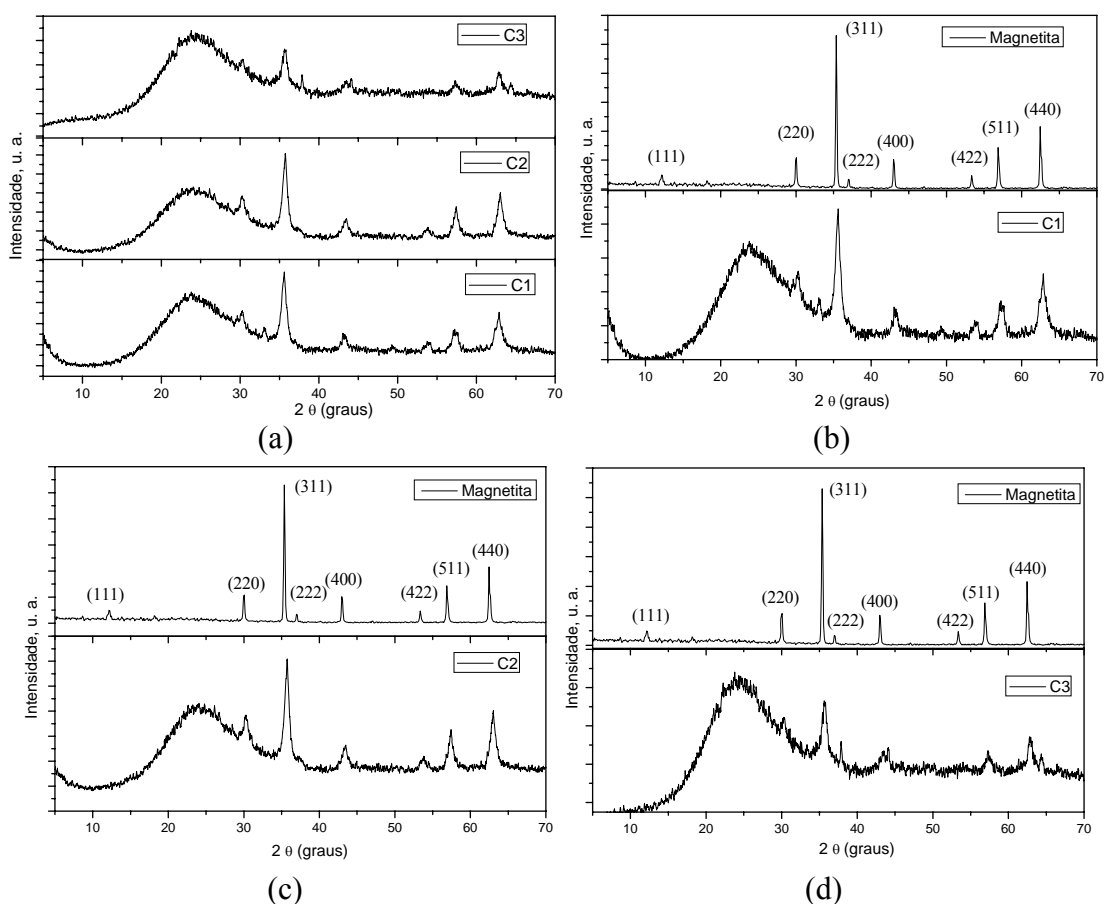 C3
C2
C1
Intensidade, u. a.
10 20 30 40 50 60 70
2 θ (graus)
(a)
Magnetita
(111) (220) (311) (222) (400) (422) (511) (440)
C1
Intensidade, u. a.
10 20 30 40 50 60 70
2 θ (graus)
(b)
Magnetita
(111) (220) (311) (222) (400) (422) (511) (440)
C2
Intensidade, u. a.
10 20 30 40 50 60 70
2 θ (graus)
(c)
Magnetita
(111) (220) (311) (222) (400) (422) (511) (440)
C3
Intensidade, u. a.
10 20 30 40 50 60 70
2 θ (graus)
(d)